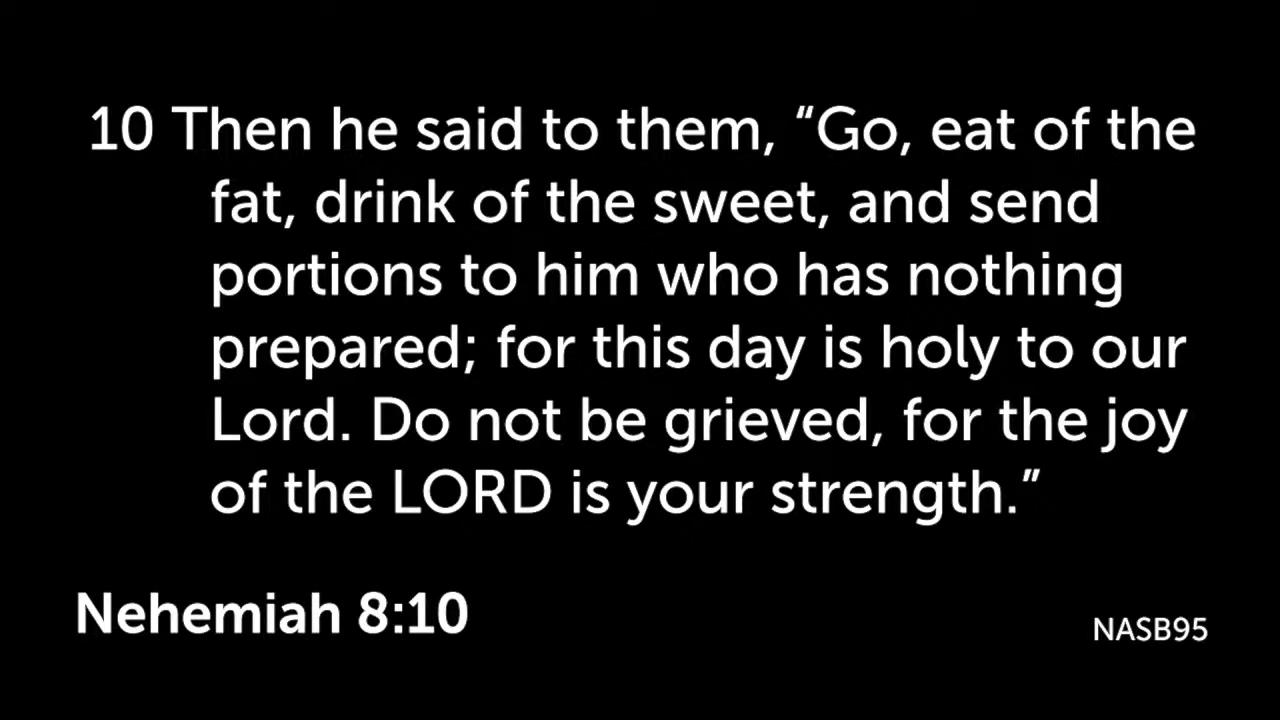 10 Then he said to them, “Go, eat of the
fat, drink of the sweet, and send
portions to him who has nothing
prepared; for this day is holy to our
Lord. Do not be grieved, for the joy
of the LORD is your strength.”
Nehemiah 8:10
NASB95